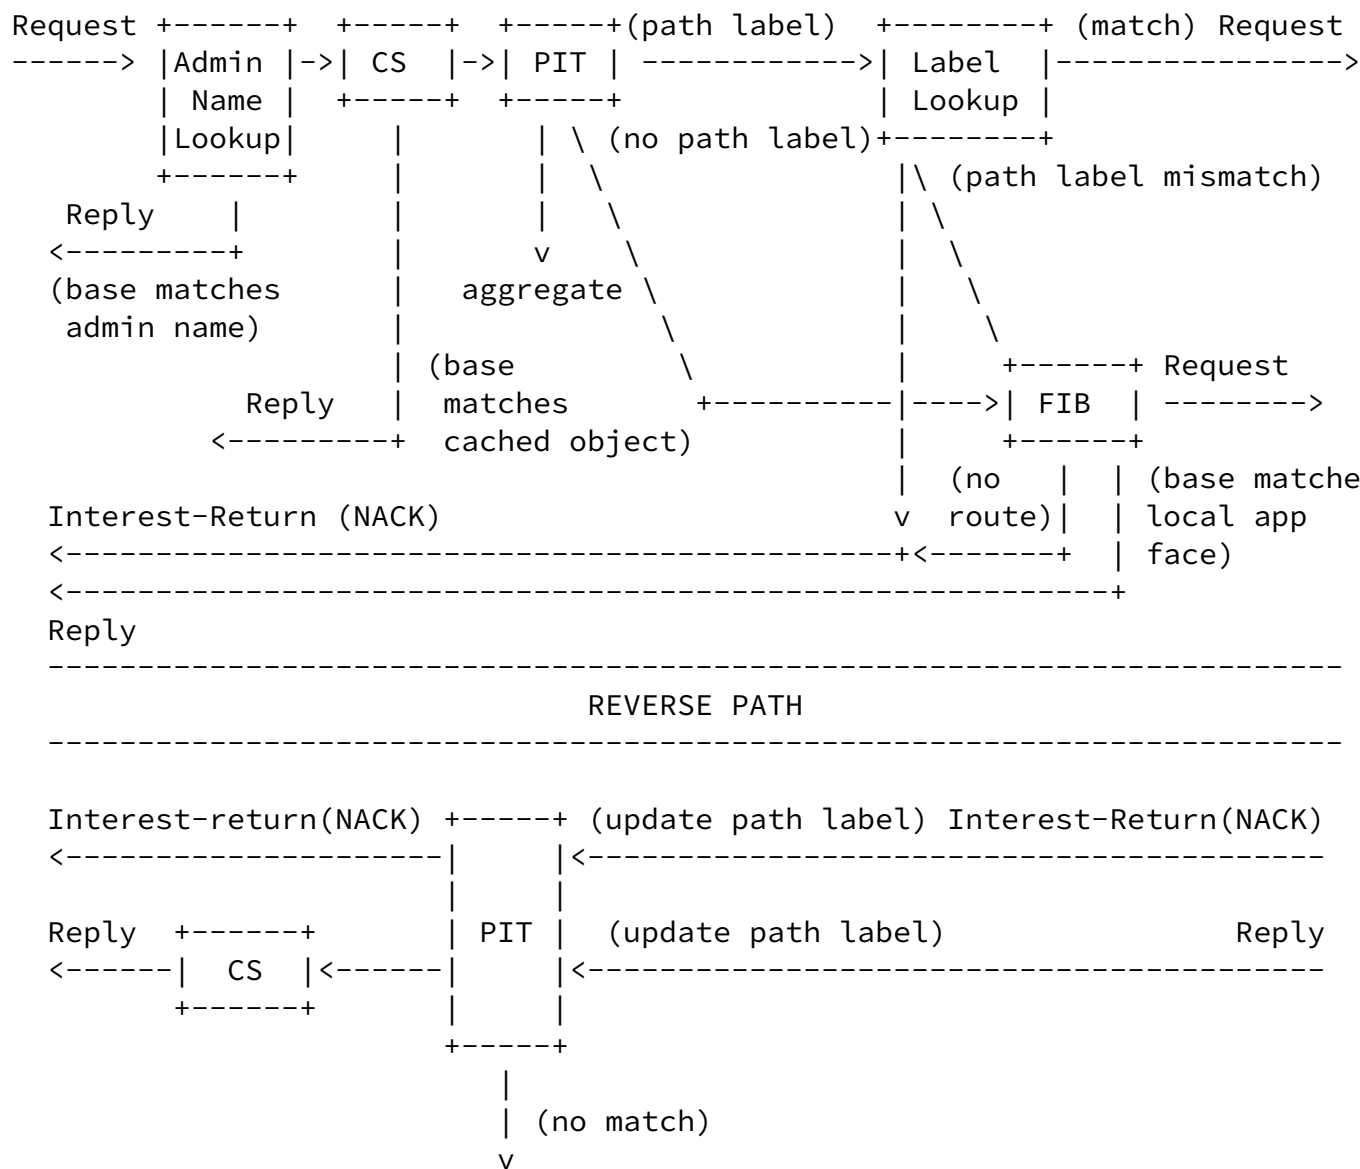 Request +------+  +-----+  +-----+(path label)  +--------+ (match) Request
------> |Admin |->| CS  |->| PIT | ------------>| Label  |---------------->
        | Name |  +-----+  +-----+              | Lookup |
        |Lookup|     |       | \ (no path label)+--------+
        +------+     |       |  \                |\ (path label mismatch)
   Reply    |        |       |   \               | \
  <---------+        |       v    \              |  \
  (base matches      |   aggregate \             |   \
   admin name)       |              \            |    \
                     | (base         \           |     +------+ Request
             Reply   |  matches       +----------|---->| FIB  | -------->
           <---------+  cached object)           |     +------+
                                                 |  (no   |  | (base matche
  Interest-Return (NACK)                         v  route)|  | local app
  <----------------------------------------------+<-------+  | face)
  <----------------------------------------------------------+
  Reply
  ------------------------------------------------------------------------
                                REVERSE PATH
  ------------------------------------------------------------------------
  Interest-return(NACK) +-----+ (update path label) Interest-Return(NACK)
  <---------------------|     |<-----------------------------------------
                        |     |
  Reply  +------+       | PIT |  (update path label)                Reply
  <------|  CS  |<------|     |<-----------------------------------------
         +------+       |     |
                        +-----+
                           |
                           | (no match)
                           v